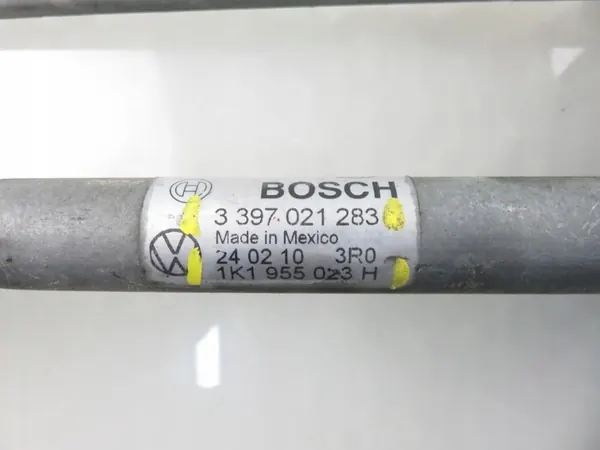 BOSCH
3 397 021 283
Made in Mexico
24 02 10 3R0
1K1 955 023 H